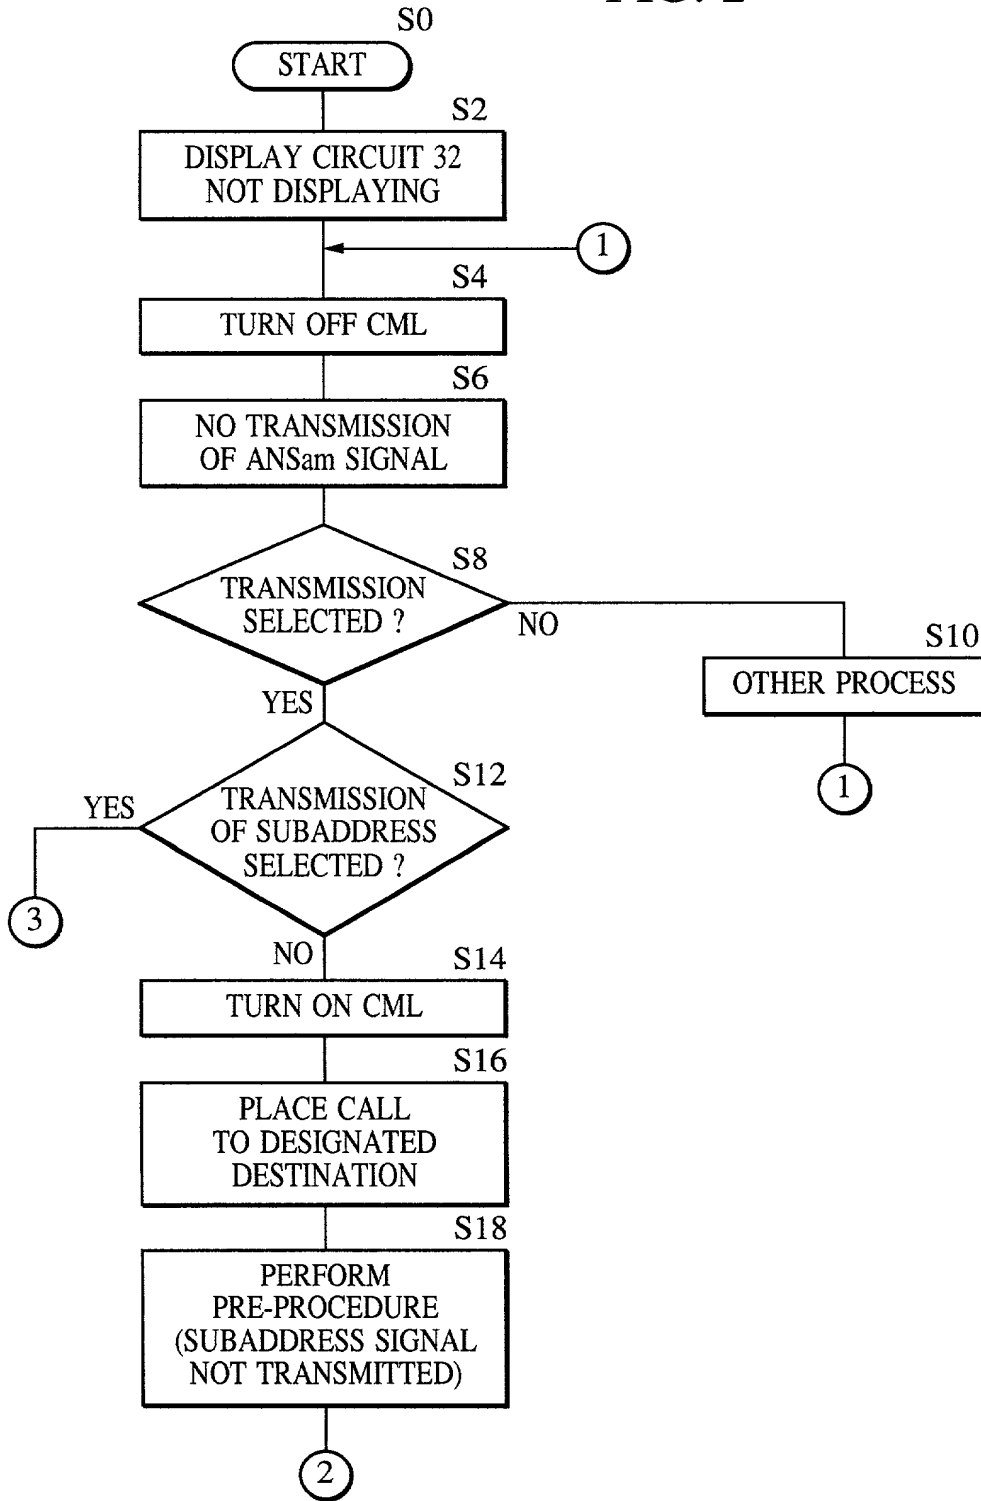 S0
START
S2
DISPLAY CIRCUIT 32
NOT DISPLAYING
1
S4
TURN OFF CML
S6
NO TRANSMISSION
OF ANSam SIGNAL
S8
TRANSMISSION
SELECTED ?
NO
S10
OTHER PROCESS
1
YES
S12
TRANSMISSION
OF SUBADDRESS
SELECTED ?
YES
3
NO
S14
TURN ON CML
S16
PLACE CALL
TO DESIGNATED
DESTINATION
S18
PERFORM
PRE-PROCEDURE
(SUBADDRESS SIGNAL
NOT TRANSMITTED)
2